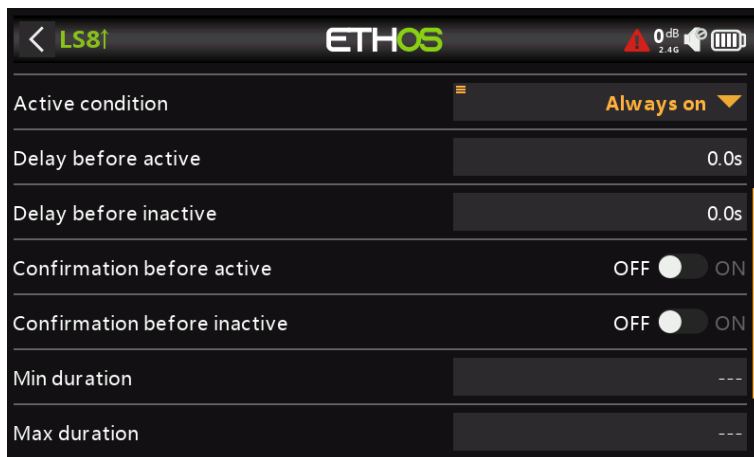 LS8↑ ETHOS 0dB 2.4G
Active condition Always on
Delay before active 0.0s
Delay before inactive 0.0s
Confirmation before active OFF ON
Confirmation before inactive OFF ON
Min duration ---
Max duration ---